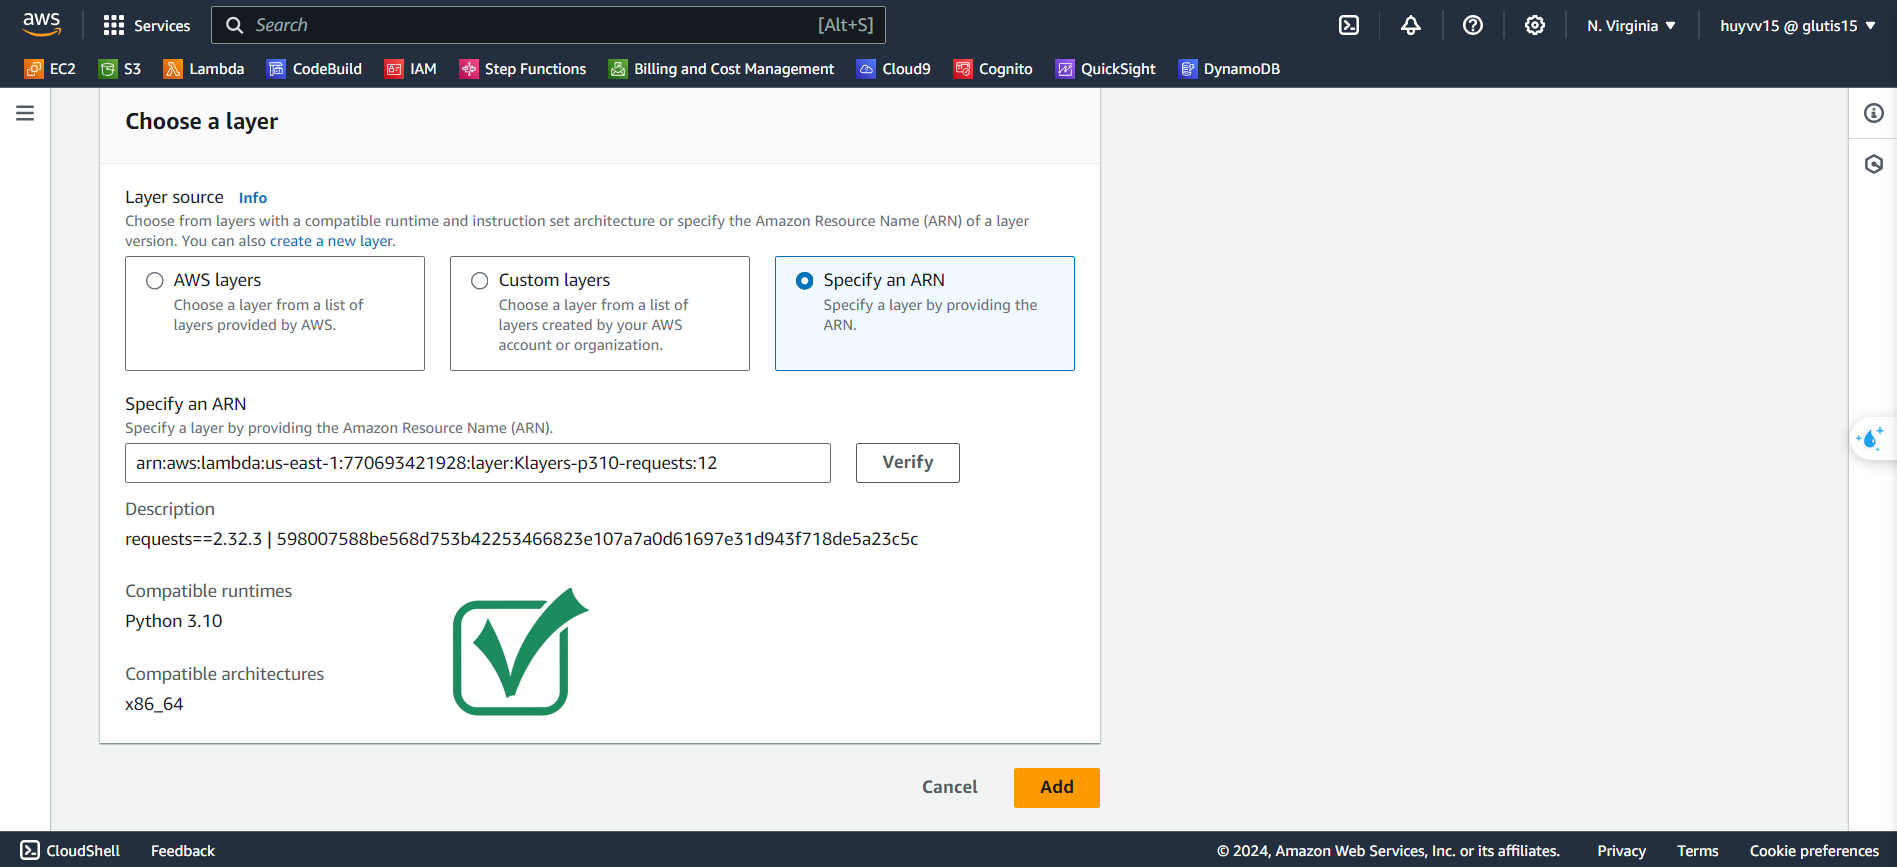 aws
Services
Search
[Alt+S]
N. Virginia
huyvv15 @ glutis15
EC2
S3
Lambda
CodeBuild
IAM
Step Functions
Billing and Cost Management
Cloud9
Cognito
QuickSight
DynamoDB
Choose a layer
Layer source Info
Choose from layers with a compatible runtime and instruction set architecture or specify the Amazon Resource Name (ARN) of a layer
version. You can also create a new layer.
AWS layers
Choose a layer from a list of
layers provided by AWS.
Custom layers
Choose a layer from a list of
layers created by your AWS
account or organization.
Specify an ARN
Specify a layer by providing the
ARN.
Specify an ARN
Specify a layer by providing the Amazon Resource Name (ARN).
arn:aws:lambda:us-east-1:770693421928:layer:Klayers-p310-requests:12
Verify
Description
requests==2.32.3 | 598007588be568d753b42253466823e107a7a0d61697e31d943f718de5a23c5c
Compatible runtimes
Python 3.10
Compatible architectures
x86_64
Cancel
Add
CloudShell
Feedback
© 2024, Amazon Web Services, Inc. or its affiliates.
Privacy
Terms
Cookie preferences